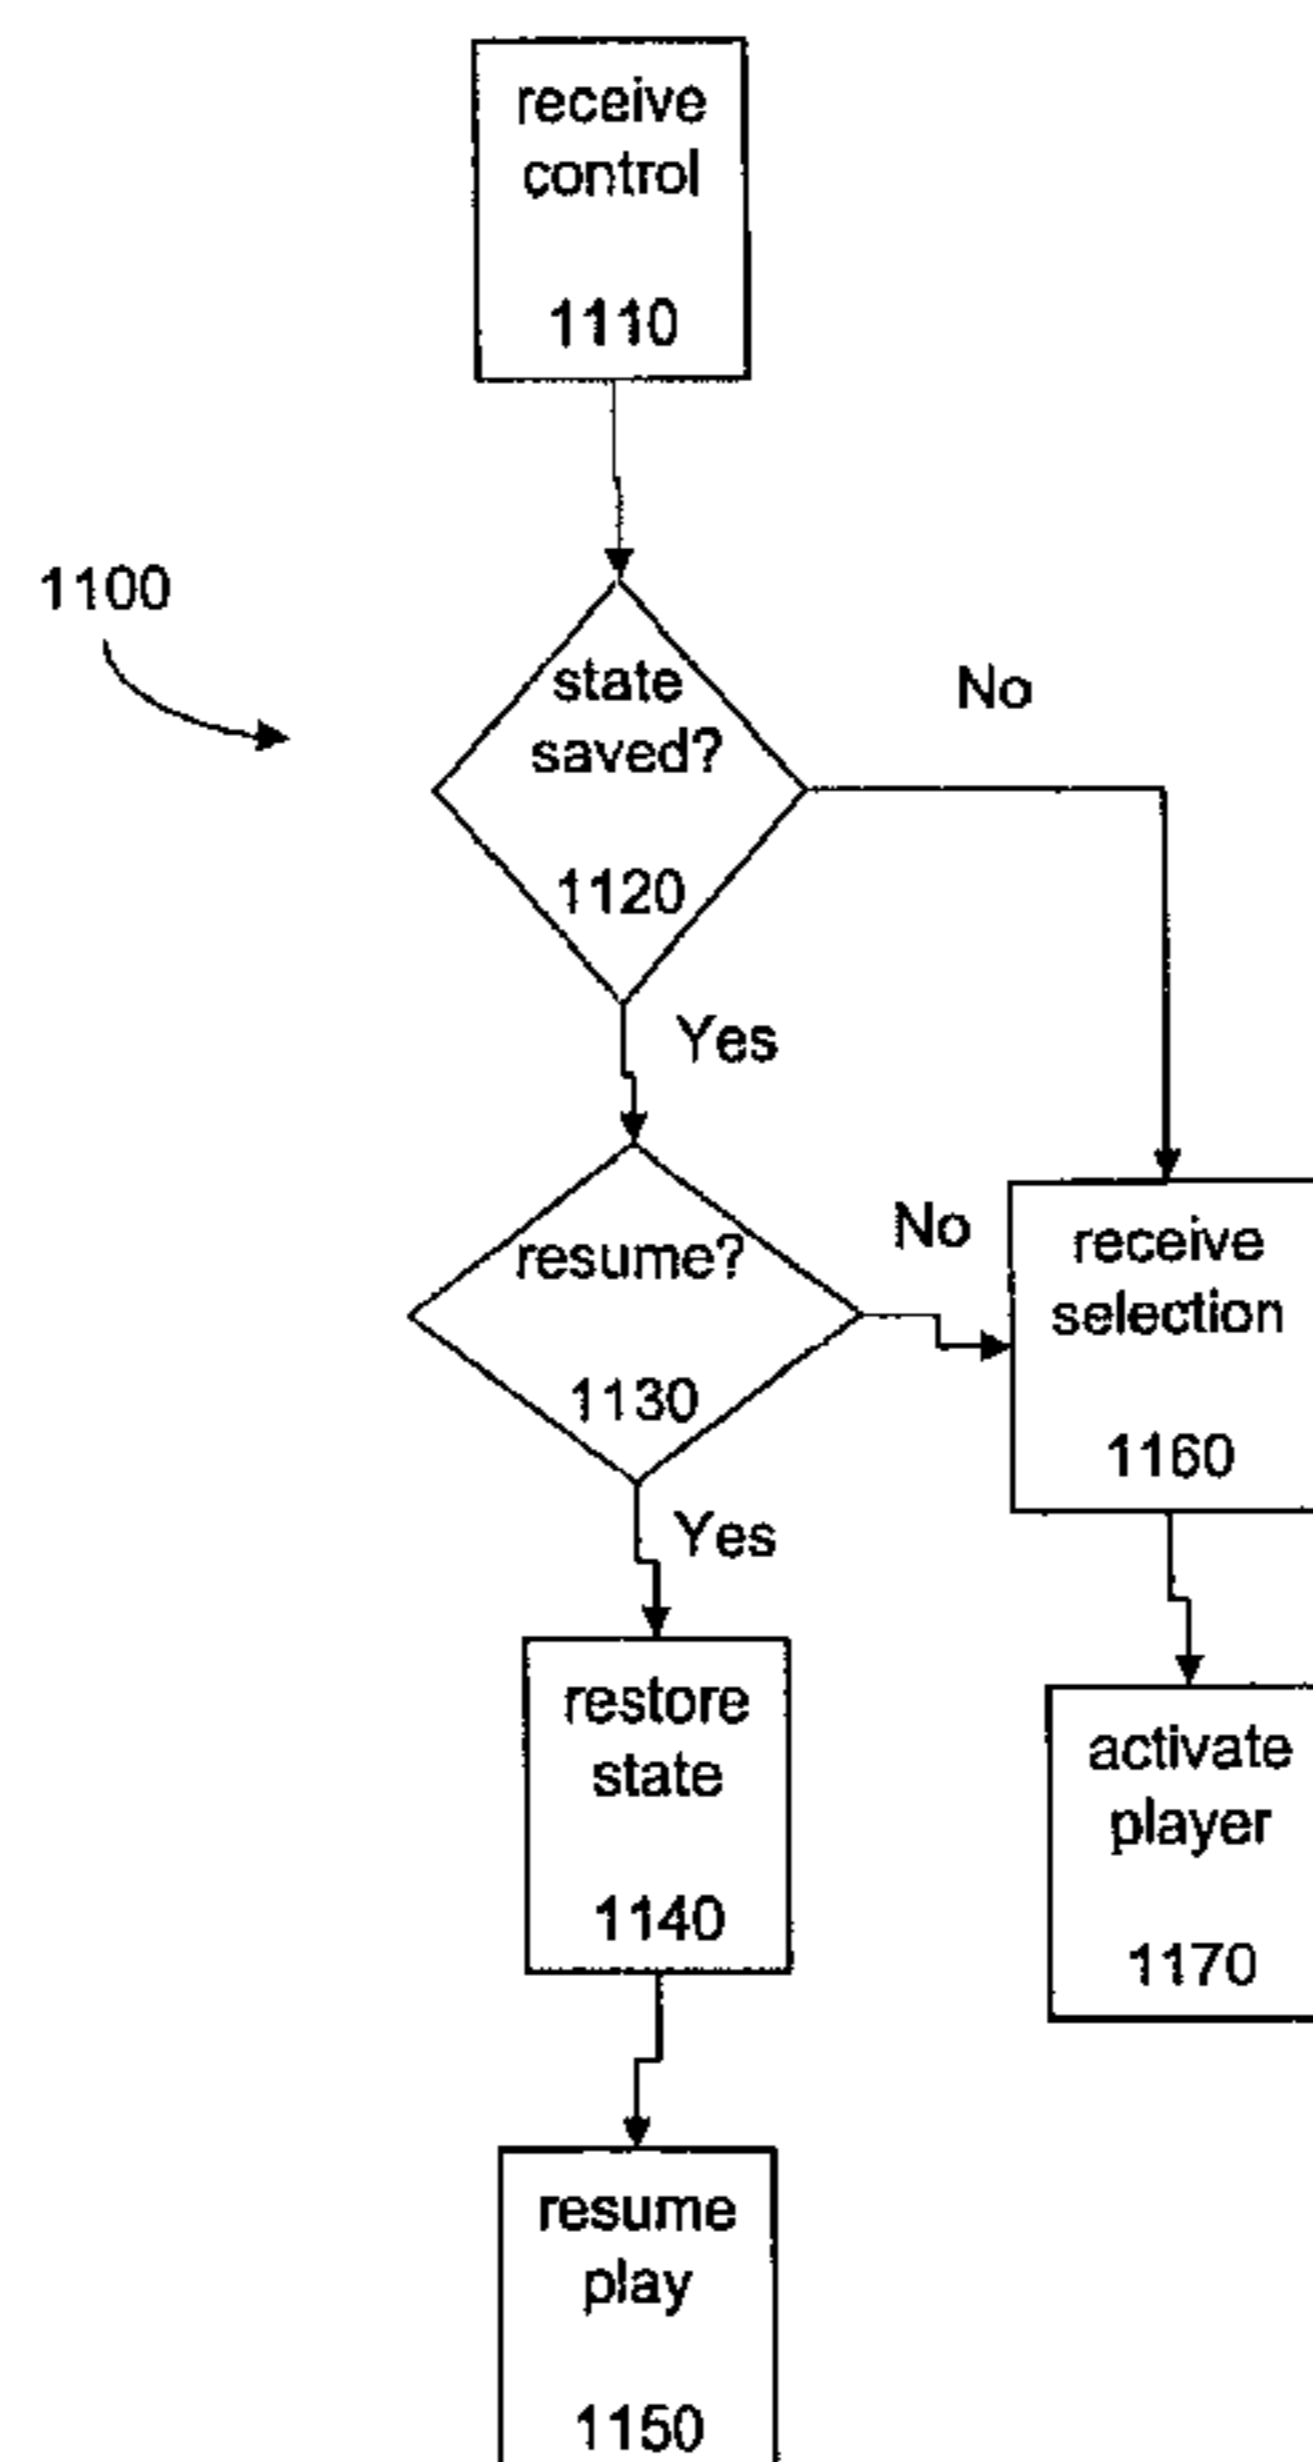 receive
control
1110
1100
state
saved?
1120
No
Yes
resume?
1130
No
receive
selection
1160
Yes
restore
state
1140
activate
player
1170
resume
play
1150